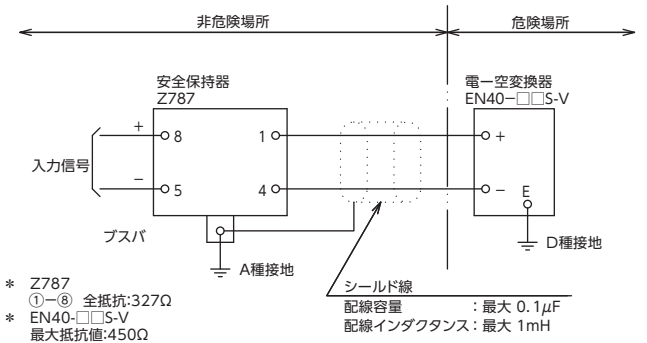 非危険場所
危険場所
安全保持器
Z787
電ー空変換器
EN40ー□□S-V
入力信号
+
8
1
+
−
5
4
−
E
ブスバ
A種接地
D種接地
* Z787
①ー⑧ 全抵抗:327Ω
* EN40-□□S-V
最大抵抗値:450Ω
シールド線
配線容量 :最大 0.1μF
配線インダクタンス:最大 1mH